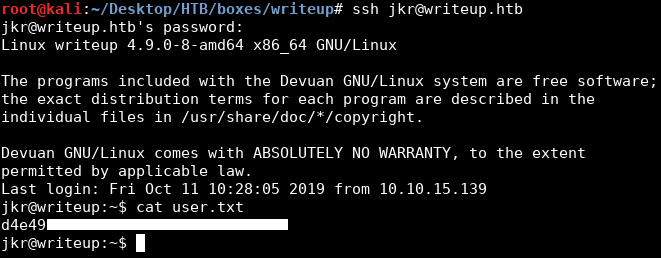 root@kali:~/Desktop/HTB/boxes/writeup# ssh jkr@writeup.htb
jkr@writeup.htb's password:
Linux writeup 4.9.0-8-amd64 x86_64 GNU/Linux
The programs included with the Devuan GNU/Linux system are free software;
the exact distribution terms for each program are described in the
individual files in /usr/share/doc/*/copyright.
Devuan GNU/Linux comes with ABSOLUTELY NO WARRANTY, to the extent
permitted by applicable law.
Last login: Fri Oct 11 10:28:05 2019 from 10.10.15.139
jkr@writeup:~$ cat user.txt
d4e49
jkr@writeup:~$